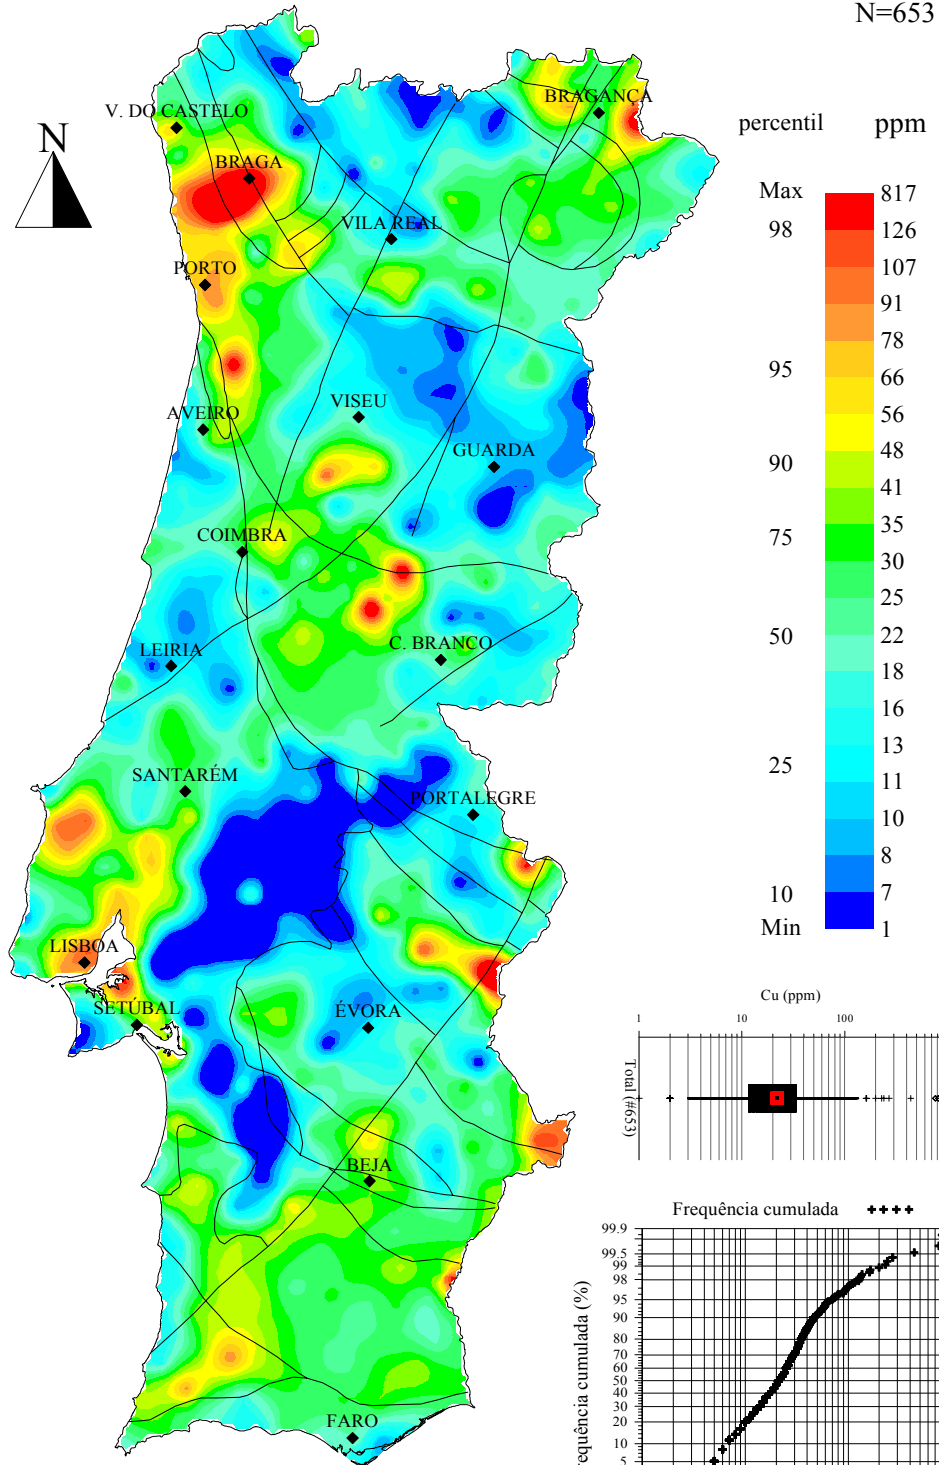 N=653
BRAGANÇA
V. DO CASTELO
N
percentil ppm
BRAGA
Max 817
98 126
VILA REAL
107
PORTO
91
78
95 66
56
VISEU
AVEIRO
48
GUARDA
90
41
35
COIMBRA
75
30
25
50 22
C. BRANCO
LEIRIA
18
16
13
25
SANTARÉM
11
PORTALEGRE
10
8
10 7
Min 1
LISBOA
Cu (ppm)
SETÚBAL
ÉVORA
1 10 100
Total (#653)
BEJA
Frequência cumulada
99.9
99.5
99
98
95
90
80
70
60
50
40
30
20
10
5
requência cumulada (%)
FARO